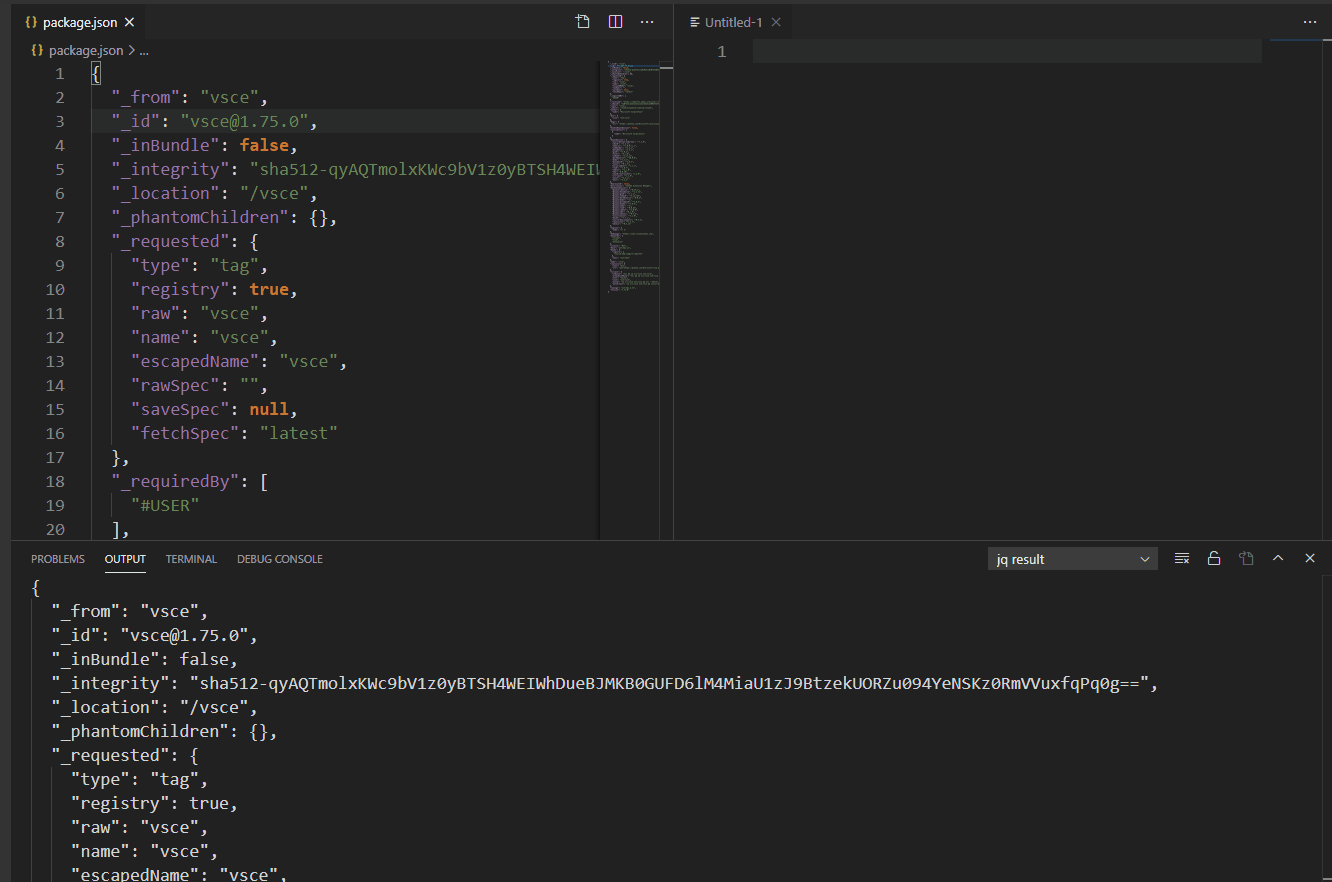 {} package.json ×
{} package.json > ...
1 {
2 "_from": "vsce",
3 "_id": "vsce@1.75.0",
4 "_inBundle": false,
5 "_integrity": "sha512-qyAQTmolxKWc9bV1z0yBTSH4WEIW
6 "_location": "/vsce",
7 "_phantomChildren": {},
8 "_requested": {
9 "type": "tag",
10 "registry": true,
11 "raw": "vsce",
12 "name": "vsce",
13 "escapedName": "vsce",
14 "rawSpec": "",
15 "saveSpec": null,
16 "fetchSpec": "latest"
17 },
18 "_requiredBy": [
19 "#USER"
20 ],
Untitled-1 ×
1
PROBLEMS OUTPUT TERMINAL DEBUG CONSOLE jq result
{
"_from": "vsce",
"_id": "vsce@1.75.0",
"_inBundle": false,
"_integrity": "sha512-qyAQTmolxKWc9bV1z0yBTSH4WEIWhDueBJMKB0GUFD6lM4MiaU1zJ9BtzekUORZu094YeNSKz0RmVVuxfqPq0g==",
"_location": "/vsce",
"_phantomChildren": {},
"_requested": {
"type": "tag",
"registry": true,
"raw": "vsce",
"name": "vsce",
"escapedName": "vsce",